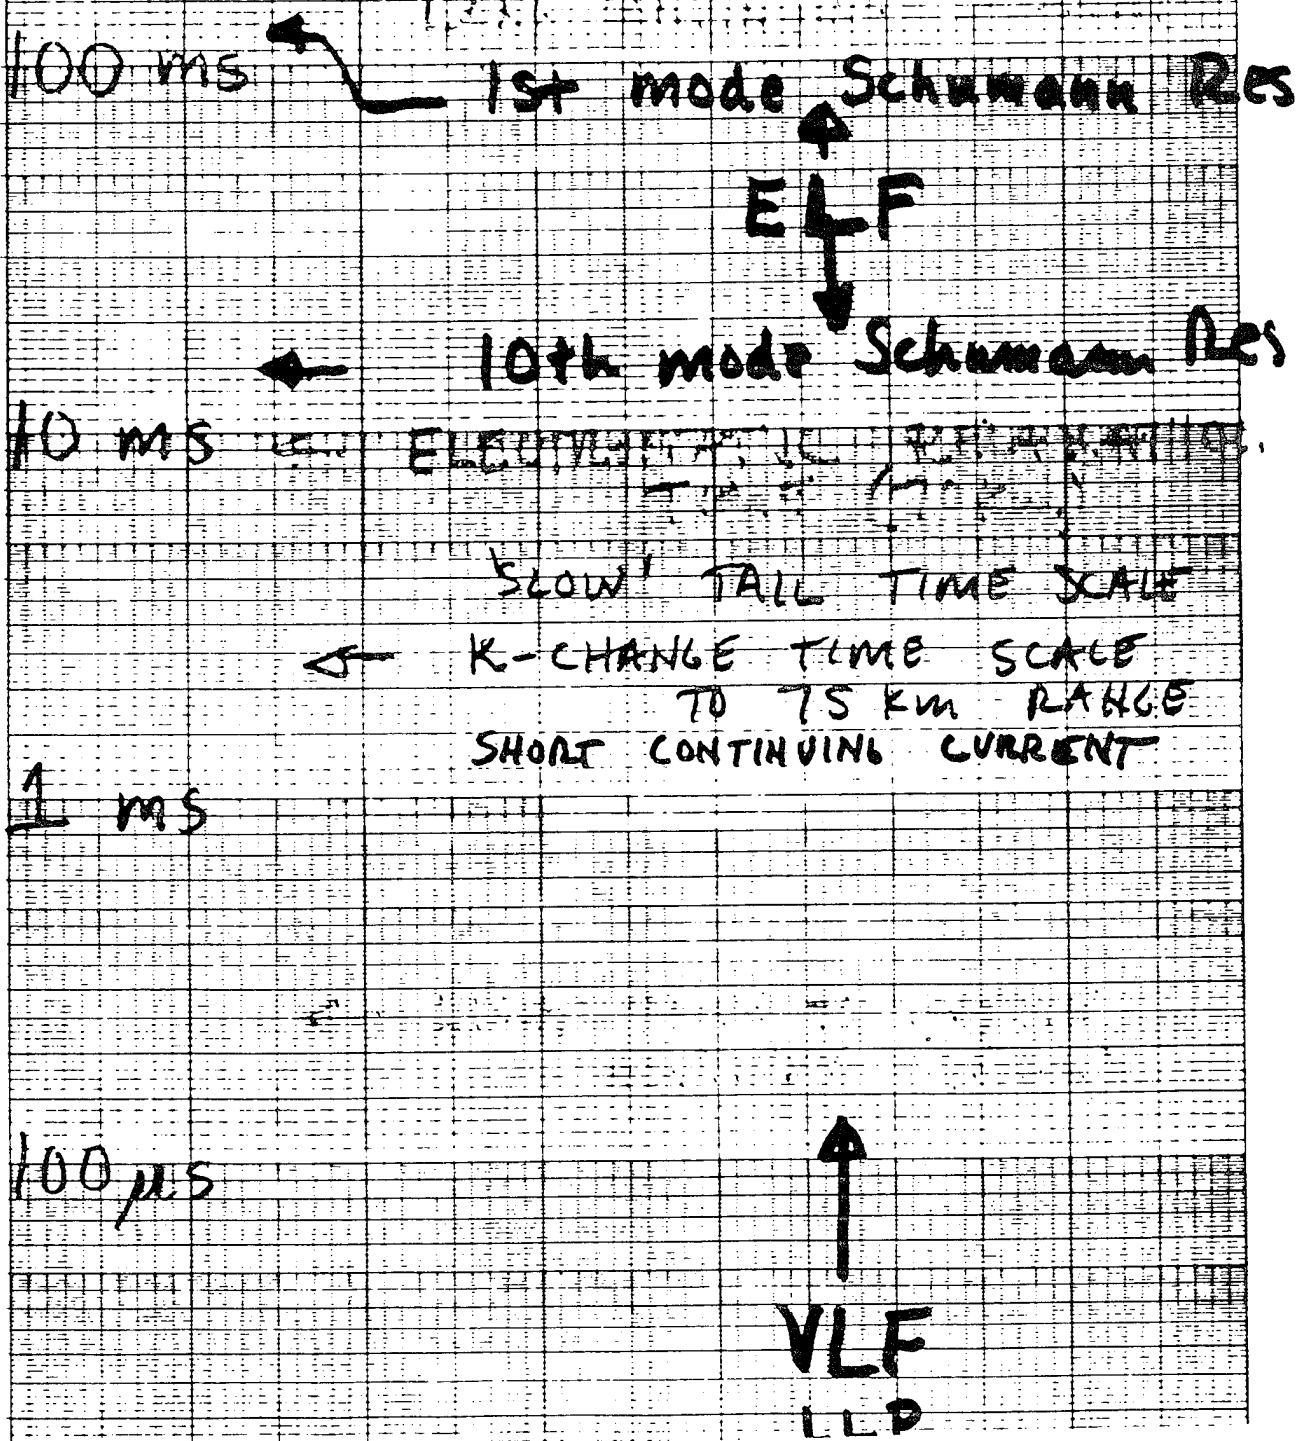 100 ms
1st mode Schumann Res
ELF
10th mode Schumann Res
10 ms
'SLOW' TAIL TIME SCALE
K-CHANGE TIME SCALE
TO 75 Km RANGE
SHORT CONTINUING CURRENT
1 ms
100 µs
VLF